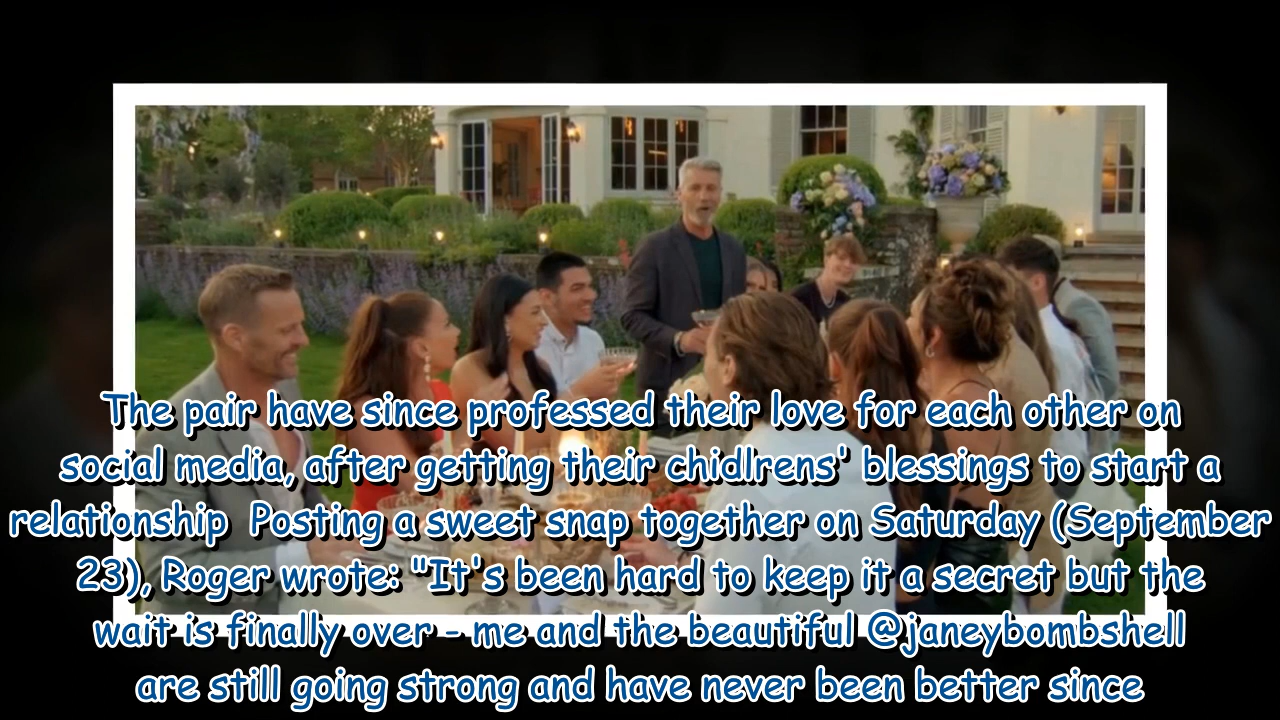 The pair have since professed their love for each other on
social media, after getting their chidlrens' blessings to start a
relationship  Posting a sweet snap together on Saturday (September
23), Roger wrote: "It's been hard to keep it a secret but the
wait is finally over - me and the beautiful @janeybombshell
are still going strong and have never been better since